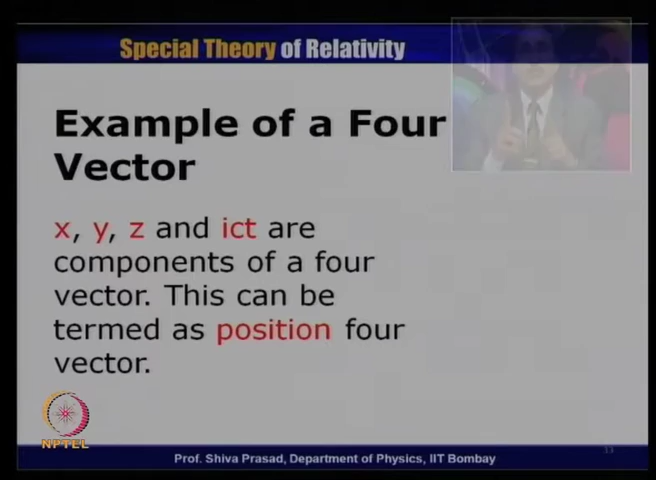 Special Theory of Relativity
Example of a Four
Vector
x, y, z and ict are
components of a four
vector. This can be
termed as position four
vector.
NPTEL
33
Prof. Shiva Prasad, Department of Physics, IIT Bombay